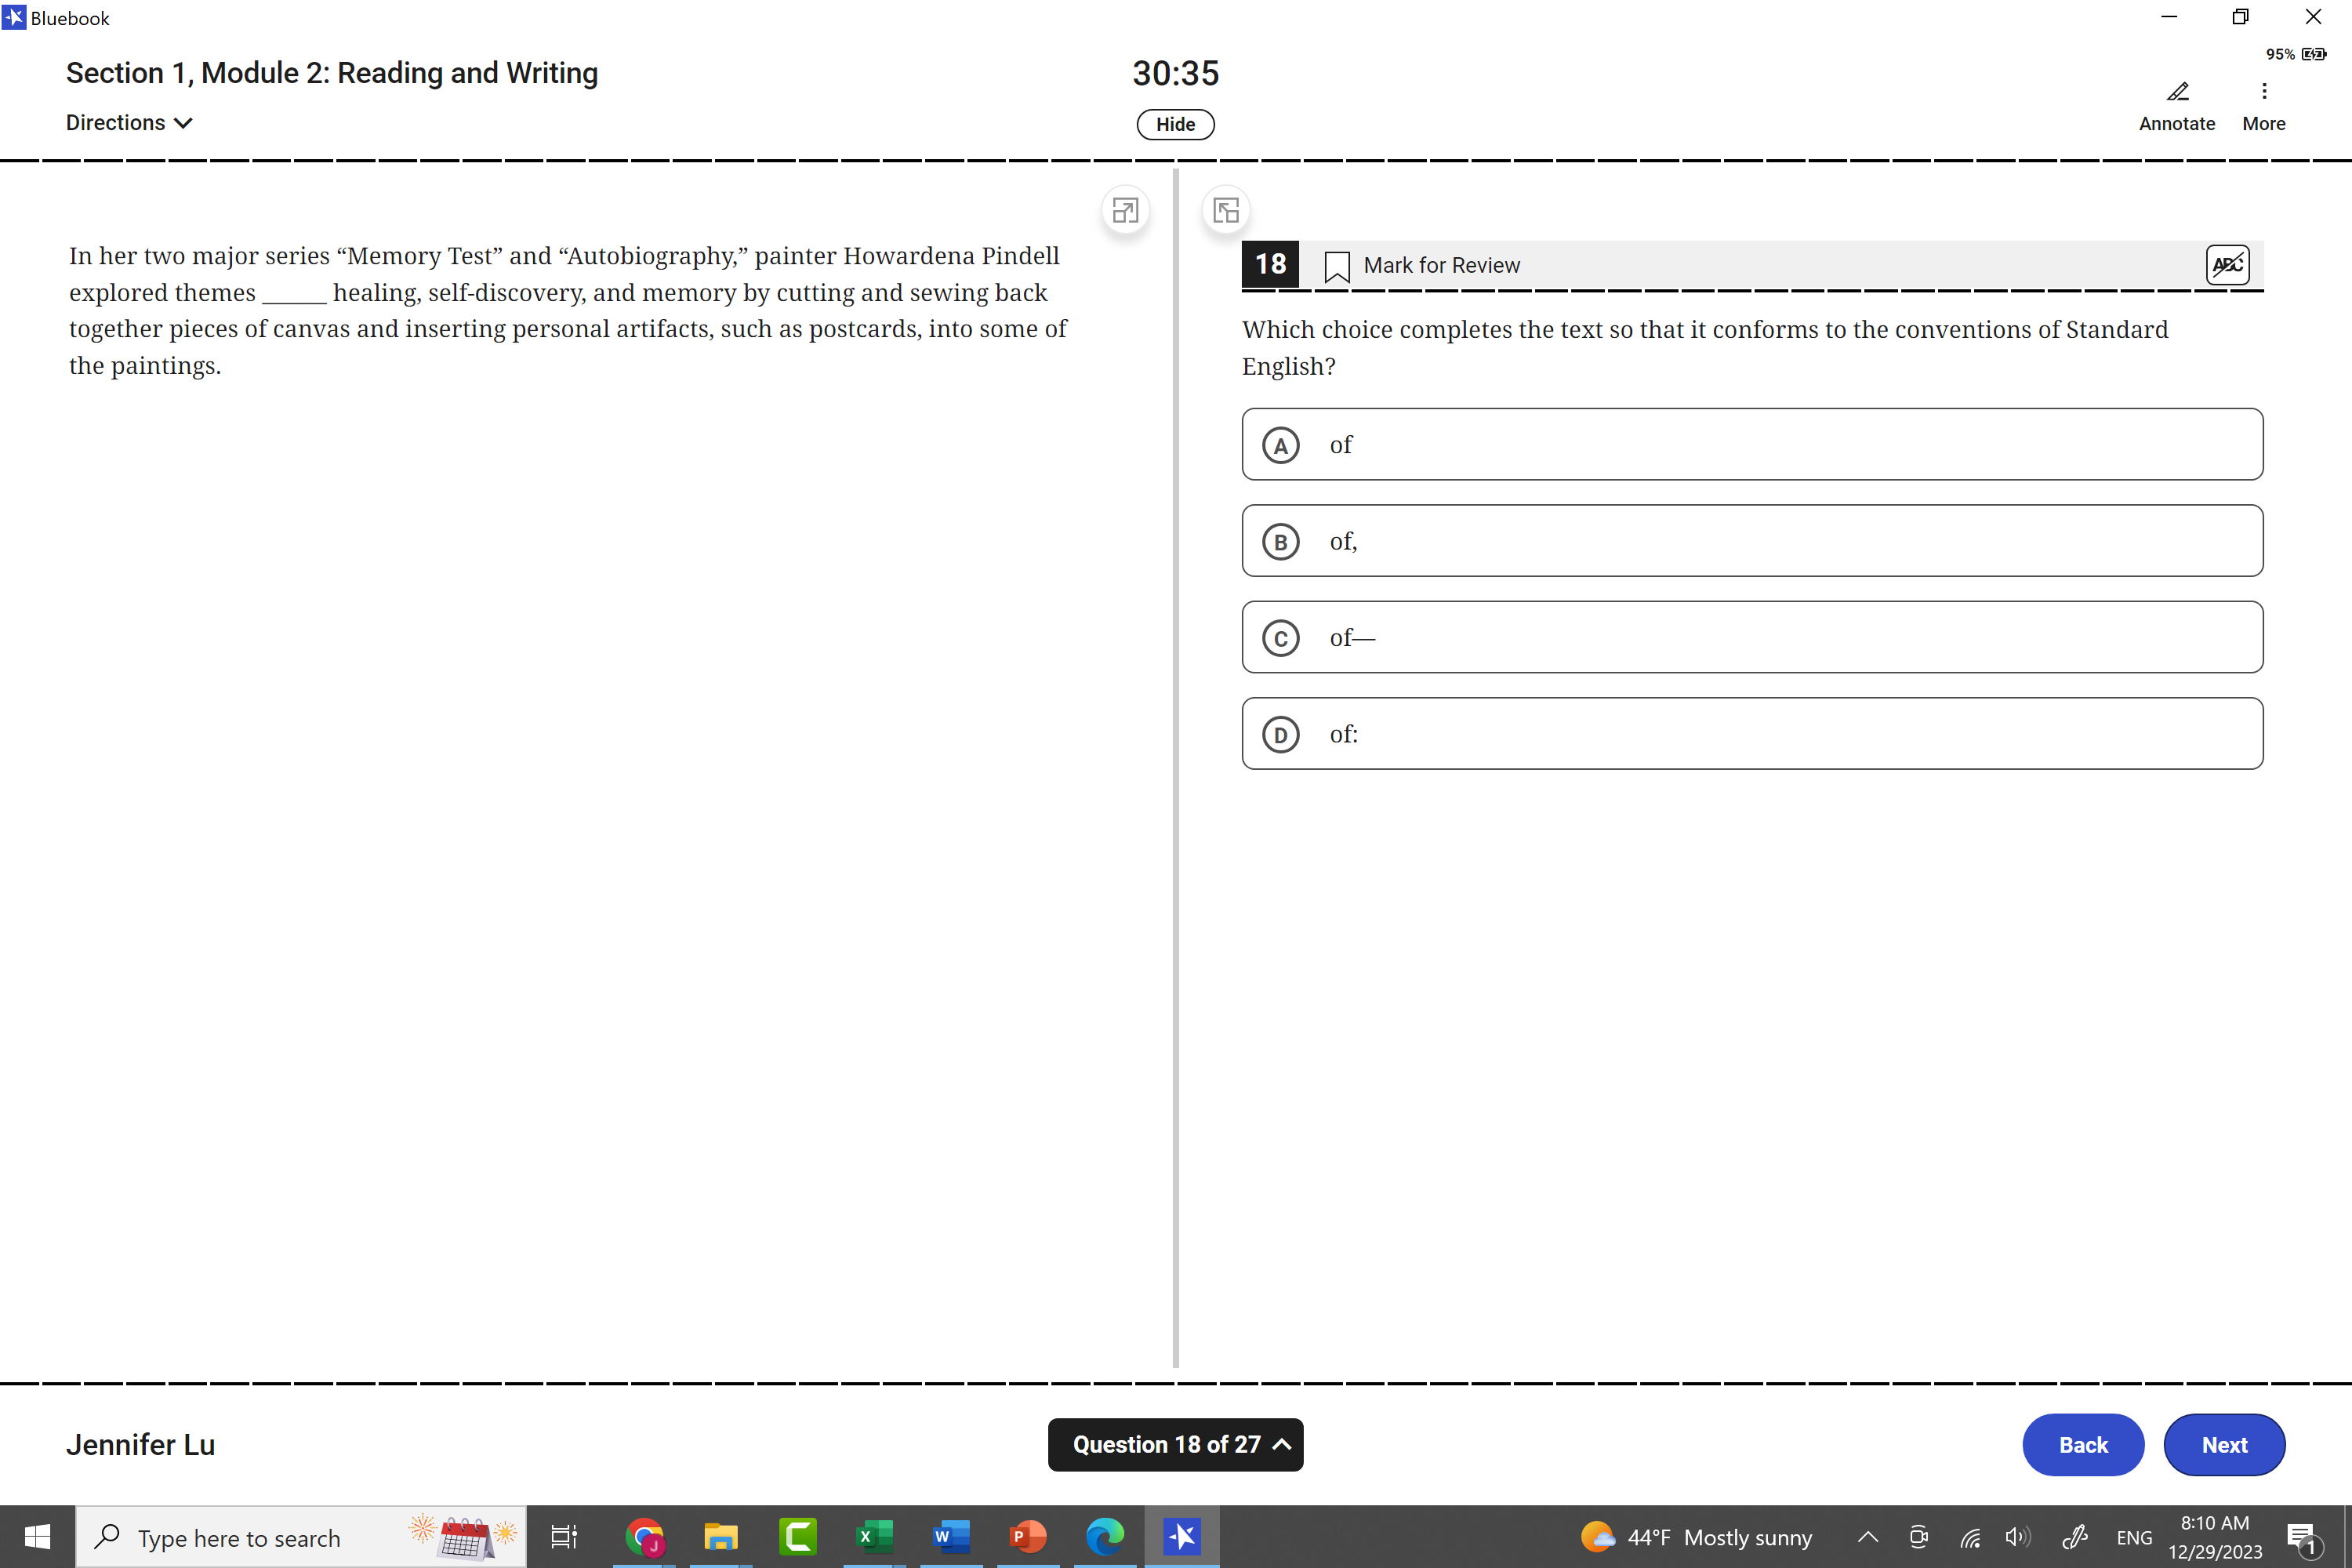 Bluebook
95%
Section 1, Module 2: Reading and Writing
30:35
Directions
Hide
Annotate
More
In her two major series “Memory Test” and “Autobiography,” painter Howardena Pindell
explored themes ______ healing, self-discovery, and memory by cutting and sewing back
together pieces of canvas and inserting personal artifacts, such as postcards, into some of
the paintings.
18
Mark for Review
ABC
Which choice completes the text so that it conforms to the conventions of Standard
English?
A of
B of,
C of—
D of:
Jennifer Lu
Question 18 of 27
Back
Next
Type here to search
J
X
W
P
44°F Mostly sunny
ENG
8:10 AM
12/29/2023
1